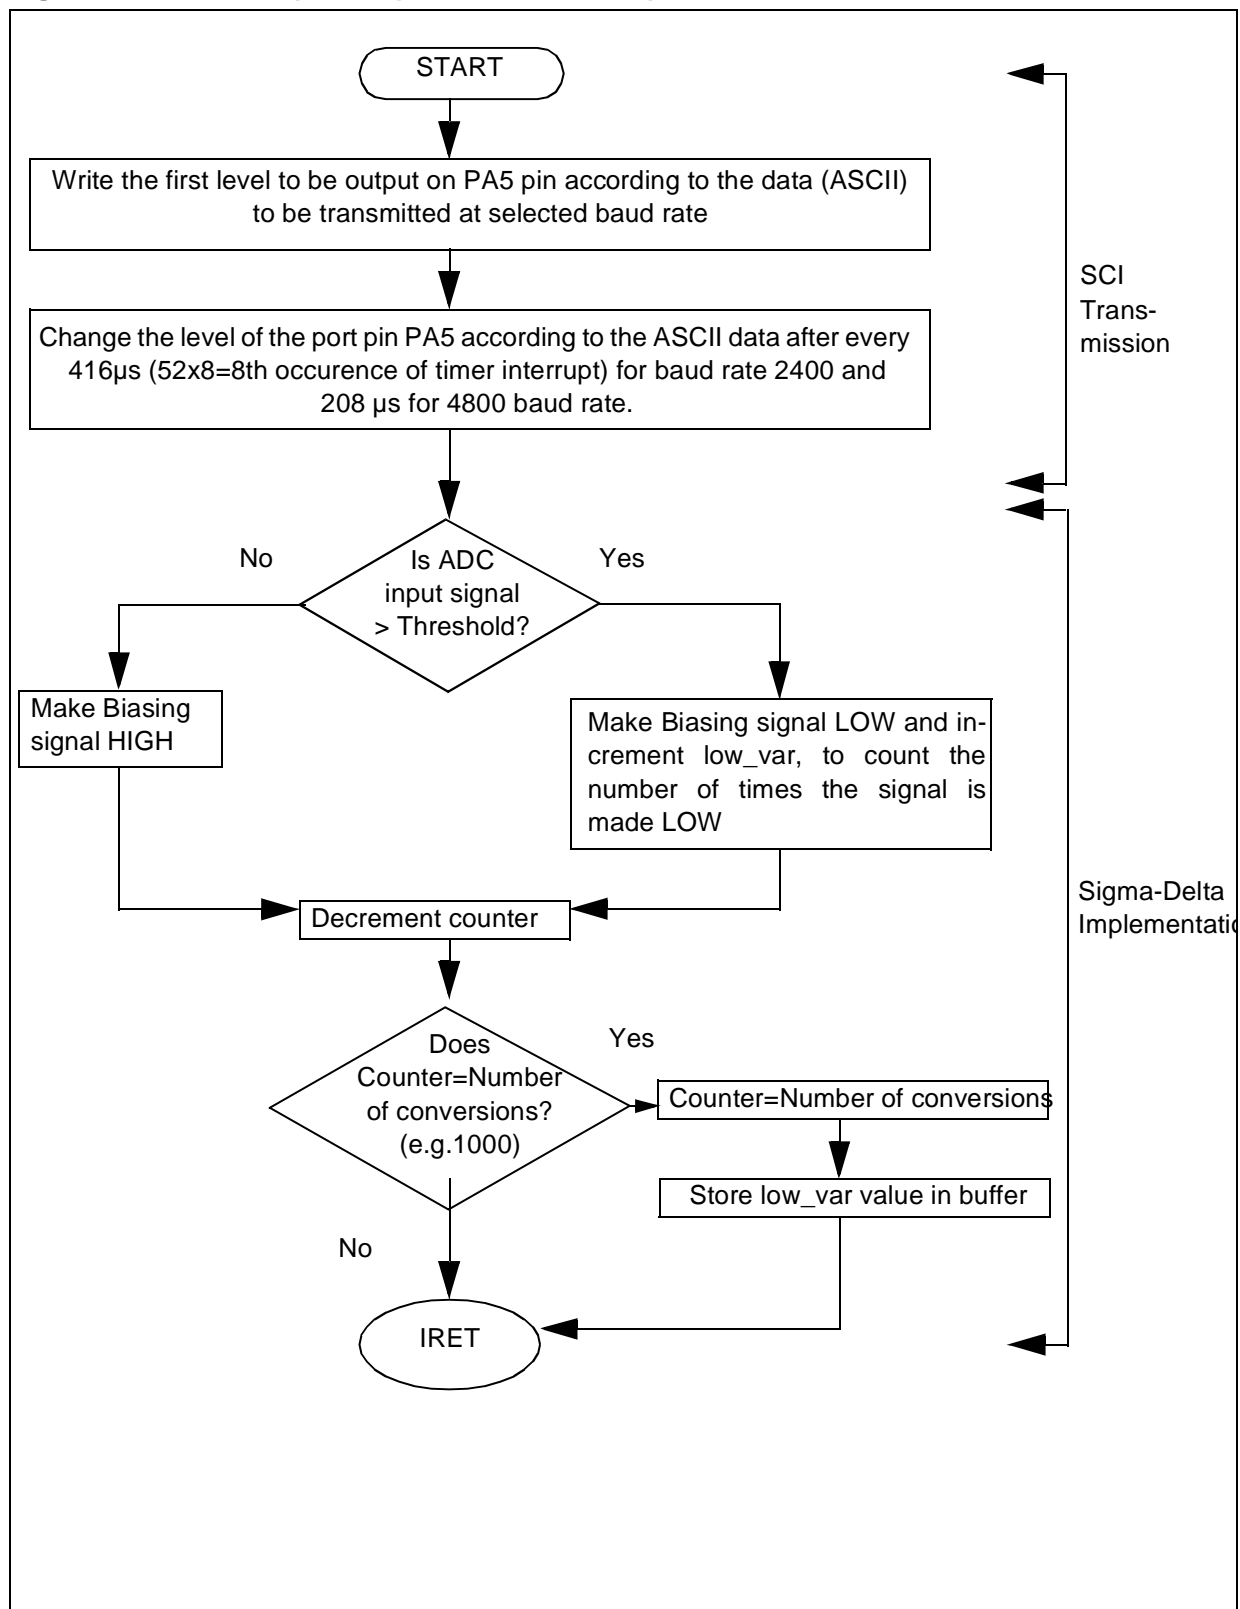 START
Write the first level to be output on PA5 pin according to the data (ASCII)
to be transmitted at selected baud rate
Change the level of the port pin PA5 according to the ASCII data after every
416µs (52x8=8th occurence of timer interrupt) for baud rate 2400 and
208 µs for 4800 baud rate.
SCI
Trans-
mission
No
Yes
Is ADC
input signal
> Threshold?
Make Biasing
signal HIGH
Make Biasing signal LOW and in-
crement low_var, to count the
number of times the signal is
made LOW
Decrement counter
Sigma-Delta
Implementatio
Does
Counter=Number
of conversions?
(e.g.1000)
Yes
Counter=Number of conversions
Store low_var value in buffer
No
IRET